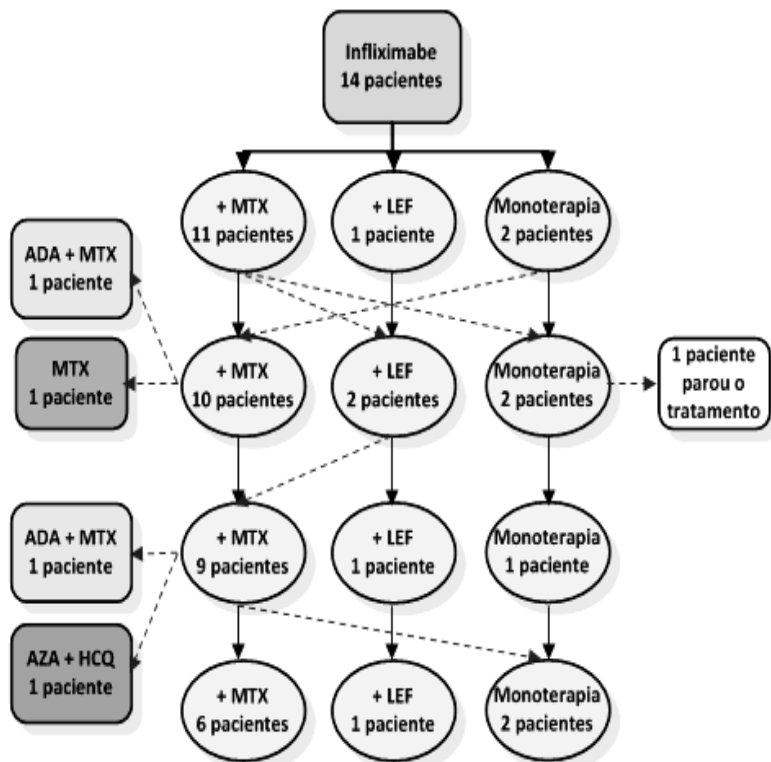 Infliximabe
14 pacientes
+ MTX
11 pacientes
+ LEF
1 paciente
Monoterapia
2 pacientes
ADA + MTX
1 paciente
MTX
1 paciente
+ MTX
10 pacientes
+ LEF
2 pacientes
Monoterapia
2 pacientes
1 paciente
parou o
tratamento
ADA + MTX
1 paciente
+ MTX
9 pacientes
+ LEF
1 paciente
Monoterapia
1 paciente
AZA + HCQ
1 paciente
+ MTX
6 pacientes
+ LEF
1 paciente
Monoterapia
2 pacientes